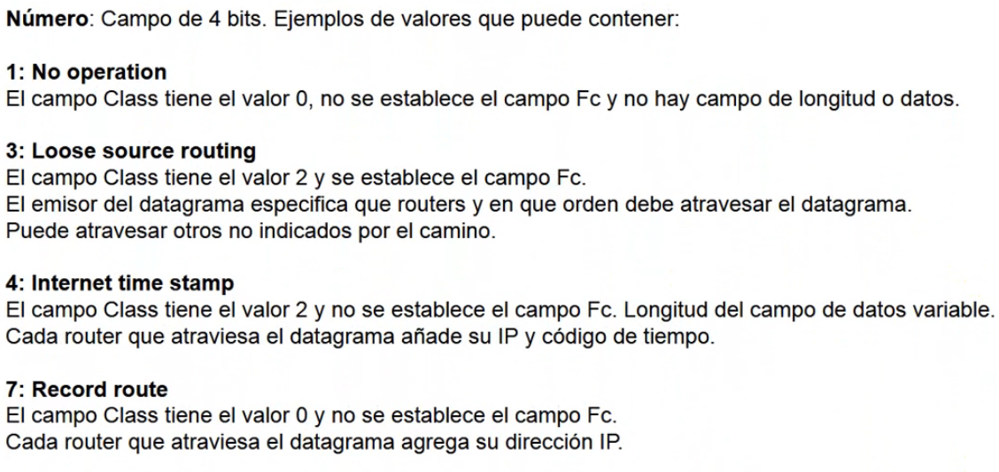 Número: Campo de 4 bits. Ejemplos de valores que puede contener:
1: No operation
El campo Class tiene el valor 0, no se establece el campo Fc y no hay campo de longitud o datos.
3: Loose source routing
El campo Class tiene el valor 2 y se establece el campo Fc.
El emisor del datagrama especifica que routers y en que orden debe atravesar el datagrama.
Puede atravesar otros no indicados por el camino.
4: Internet time stamp
El campo Class tiene el valor 2 y no se establece el campo Fc. Longitud del campo de datos variable.
Cada router que atraviesa el datagrama añade su IP y código de tiempo.
7: Record route
El campo Class tiene el valor 0 y no se establece el campo Fc.
Cada router que atraviesa el datagrama agrega su dirección IP.